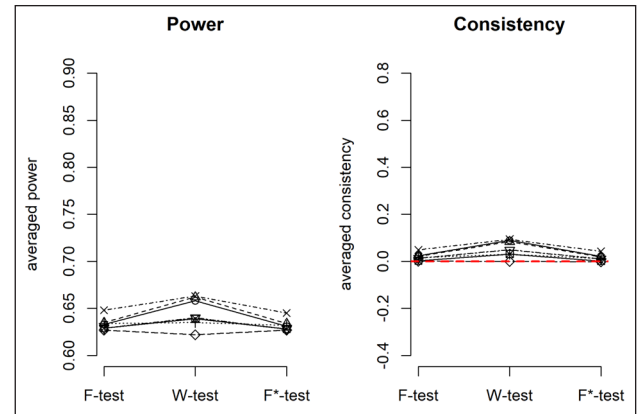 Power
averaged power
0.90
0.85
0.80
0.75
0.70
0.65
0.60
F-test W-test F*-test
Consistency
averaged consistency
0.8
0.6
0.4
0.2
0.0
-0.2
-0.4
F-test W-test F*-test